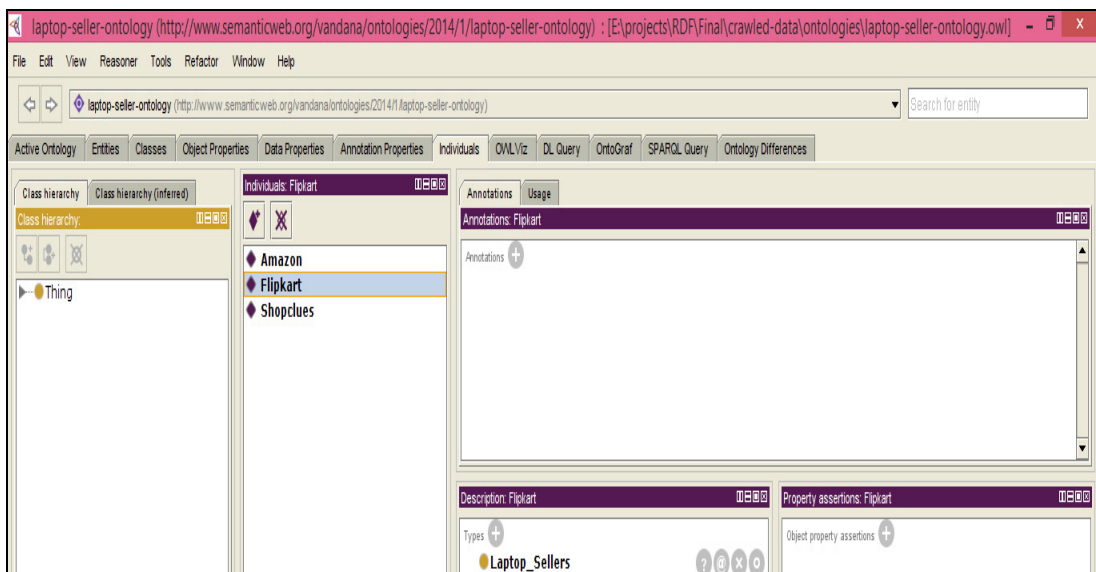 laptop-seller-ontology (http://www.semanticweb.org/vandana/ontologies/2014/1/laptop-seller-ontology) : [E:\projects\RDF\Final\crawled-data\ontologies\laptop-seller-ontology.owl]
File Edit View Reasoner Tools Refactor Window Help
laptop-seller-ontology (http://www.semanticweb.org/vandana/ontologies/2014/1/laptop-seller-ontology)
Search for entity
Active Ontology Entities Classes Object Properties Data Properties Annotation Properties Individuals OWLViz DL Query OntoGraf SPARQL Query Ontology Differences
Class hierarchy Class hierarchy (inferred)
Class hierarchy:
Thing
Individuals: Flipkart
Amazon
Flipkart
Shopclues
Annotations Usage
Annotations: Flipkart
Annotations
Description: Flipkart
Types
Laptop_Sellers
Property assertions: Flipkart
Object property assertions